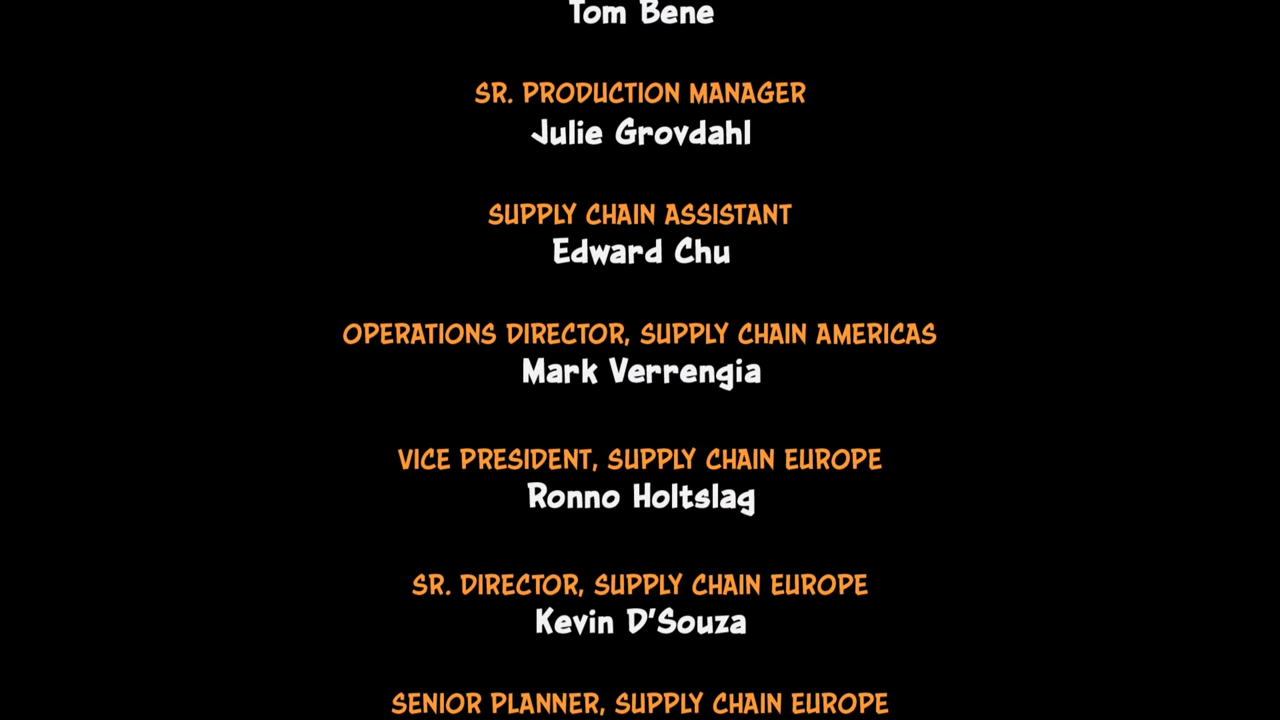 Tom Bene
SR. PRODUCTION MANAGER
Julie Grovdahl
SUPPLY CHAIN ASSISTANT
Edward Chu
OPERATIONS DIRECTOR, SUPPLY CHAIN AMERICAS
Mark Verrengia
VICE PRESIDENT, SUPPLY CHAIN EUROPE
Ronno Holtslag
SR. DIRECTOR, SUPPLY CHAIN EUROPE
Kevin D'Souza
SENIOR PLANNER, SUPPLY CHAIN EUROPE